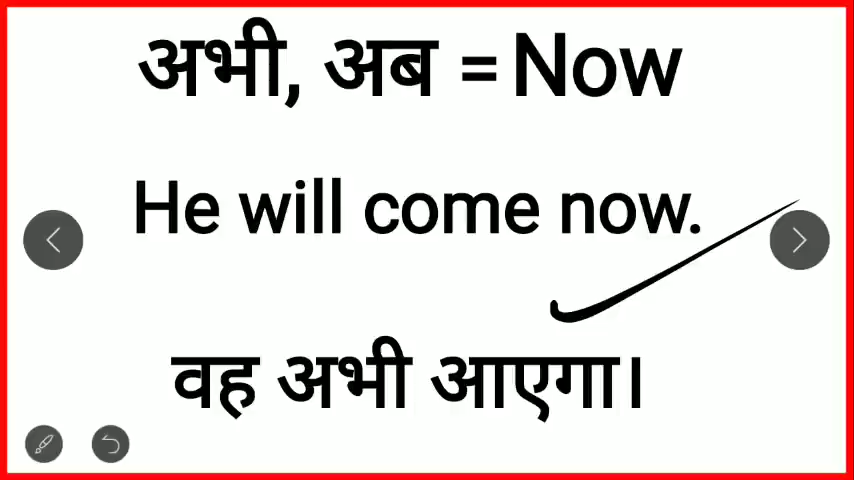 अभी, अब = Now
He will come now.
वह अभी आएगा।